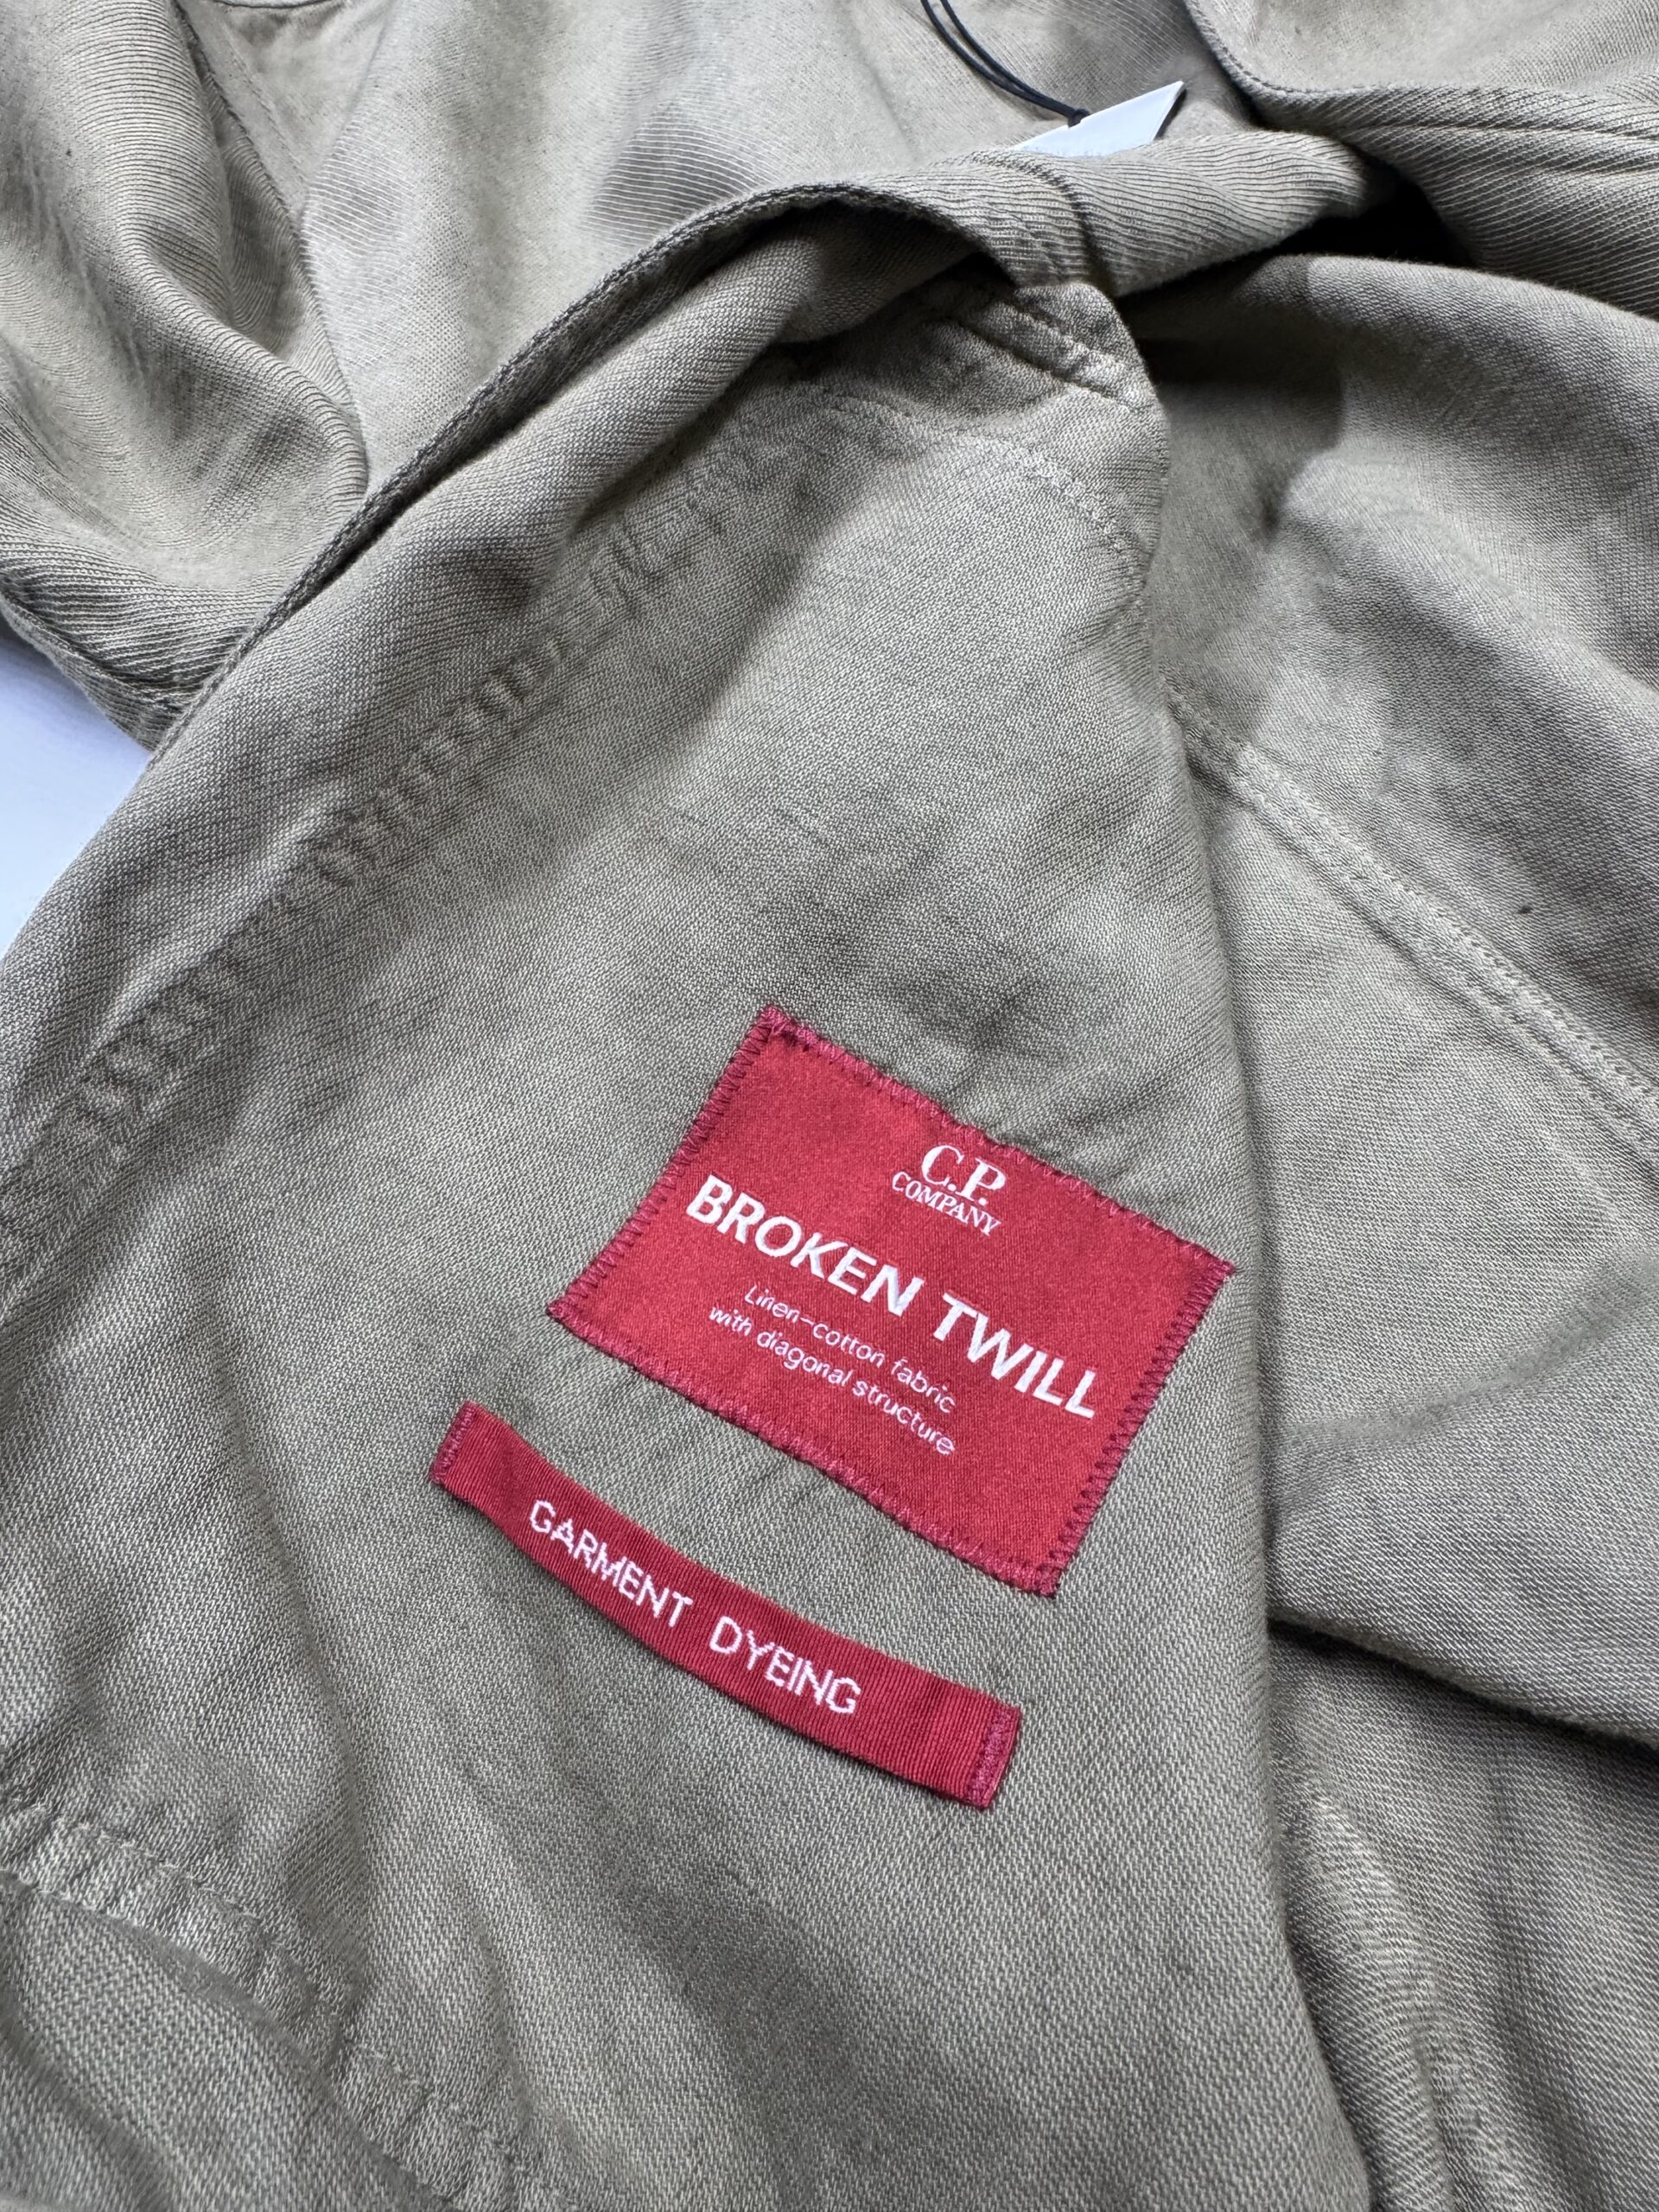 C.P.
COMPANY
BROKEN TWILL
Linen-cotton fabric
with diagonal structure
GARMENT DYEING